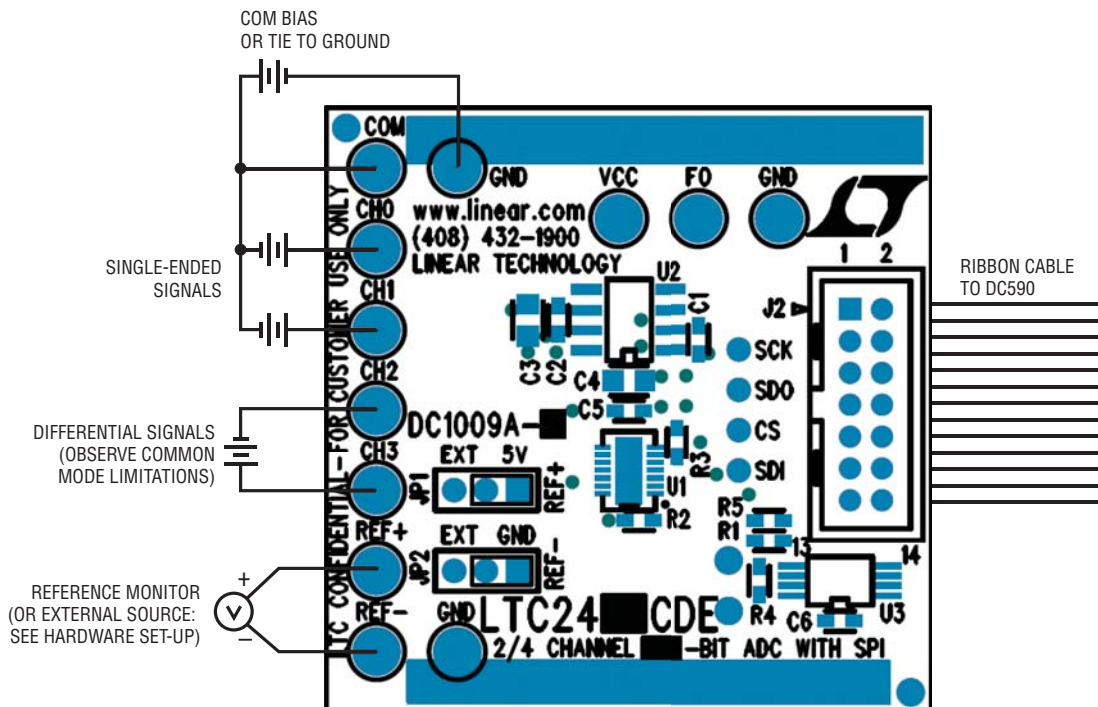 COM BIAS
OR TIE TO GROUND
COM
GND
VCC
FO
GND
CH0
www.linear.com
(408) 432-1900
LINEAR TECHNOLOGY
1 2
SINGLE-ENDED
SIGNALS
CH1
U2
C1
J2
RIBBON CABLE
TO DC590
SCK
C3
C2
C4
SDO
CH2
C5
DC1009A-
CS
DIFFERENTIAL SIGNALS
(OBSERVE COMMON
MODE LIMITATIONS)
CH3
EXT 5V
JP1
REF+
R3
SDI
U1
R2
R5
R1
13
14
REF+
EXT GND
JP2
REF-
REFERENCE MONITOR
(OR EXTERNAL SOURCE:
SEE HARDWARE SET-UP)
+
V
–
REF-
GND
LTC24 CDE
R4
C6
U3
2/4 CHANNEL -BIT ADC WITH SPI
LTC CONFIDENTIAL-FOR CUSTOMER USE ONLY